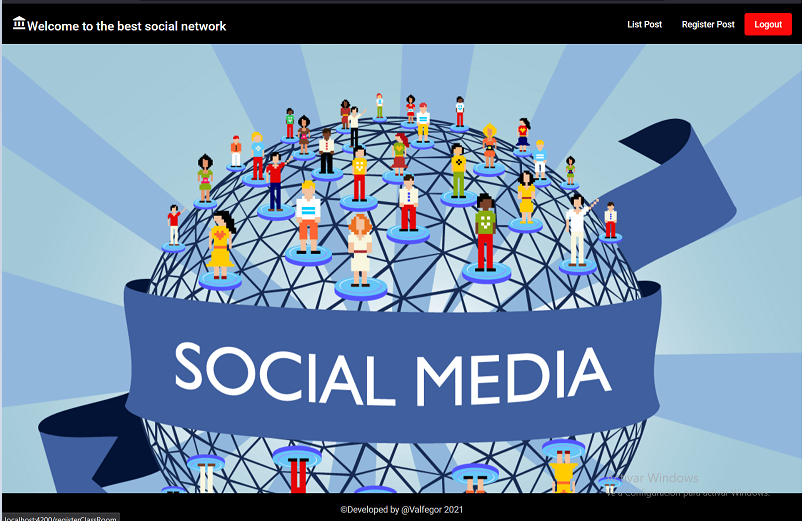 Welcome to the best social network
List Post
Register Post
Logout
SOCIAL MEDIA
Activar Windows
Ve a Configuración para activar Windows.
©Developed by @Valfegor 2021
localhost:4200/registerClassRoom